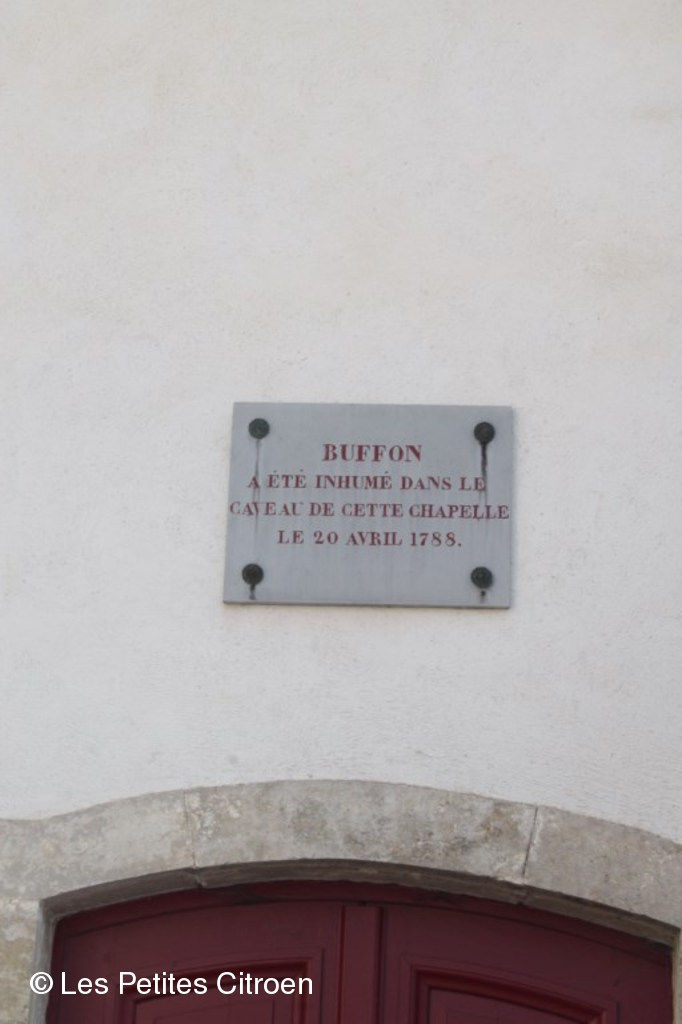 BUFFON
A ÉTÉ INHUMÉ DANS LE
CAVEAU DE CETTE CHAPELLE
LE 20 AVRIL 1788.
© Les Petites Citroen